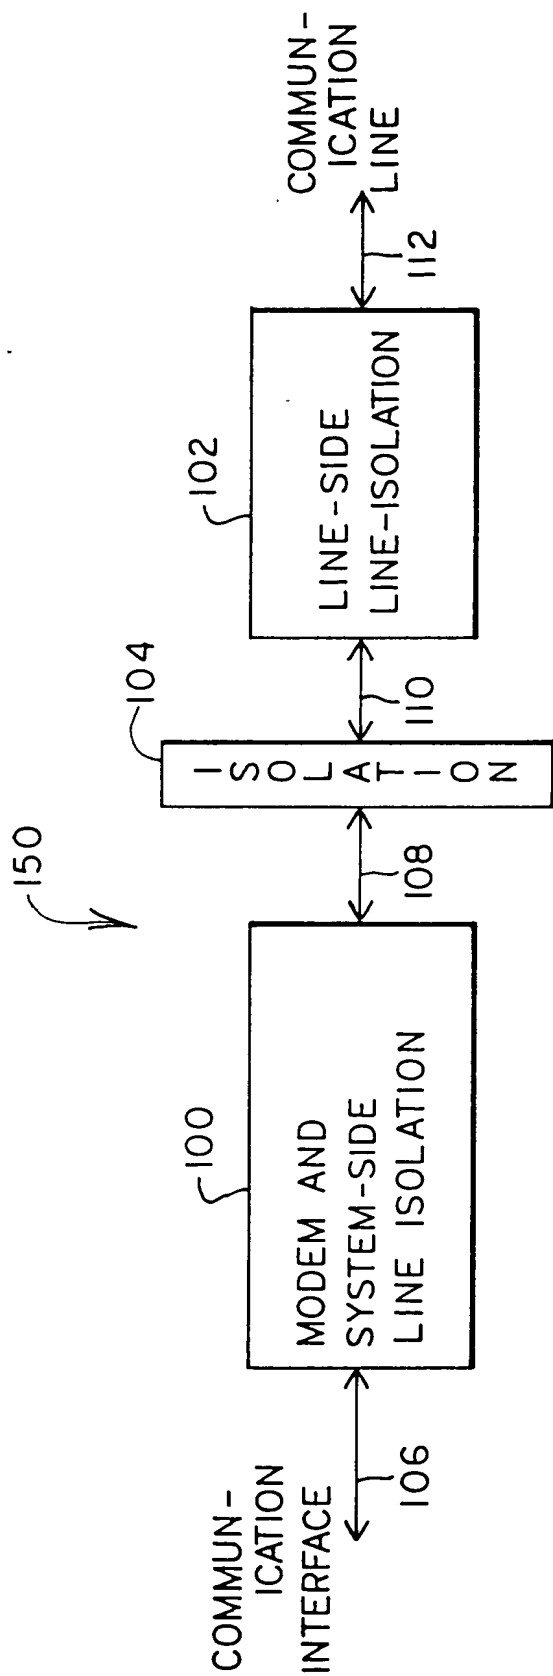 150
COMMUN-
ICATION
INTERFACE
106
100
MODEM AND
SYSTEM-SIDE
LINE ISOLATION
108
104
ISOLATION
110
102
LINE-SIDE
LINE-ISOLATION
112
COMMUN-
ICATION
LINE